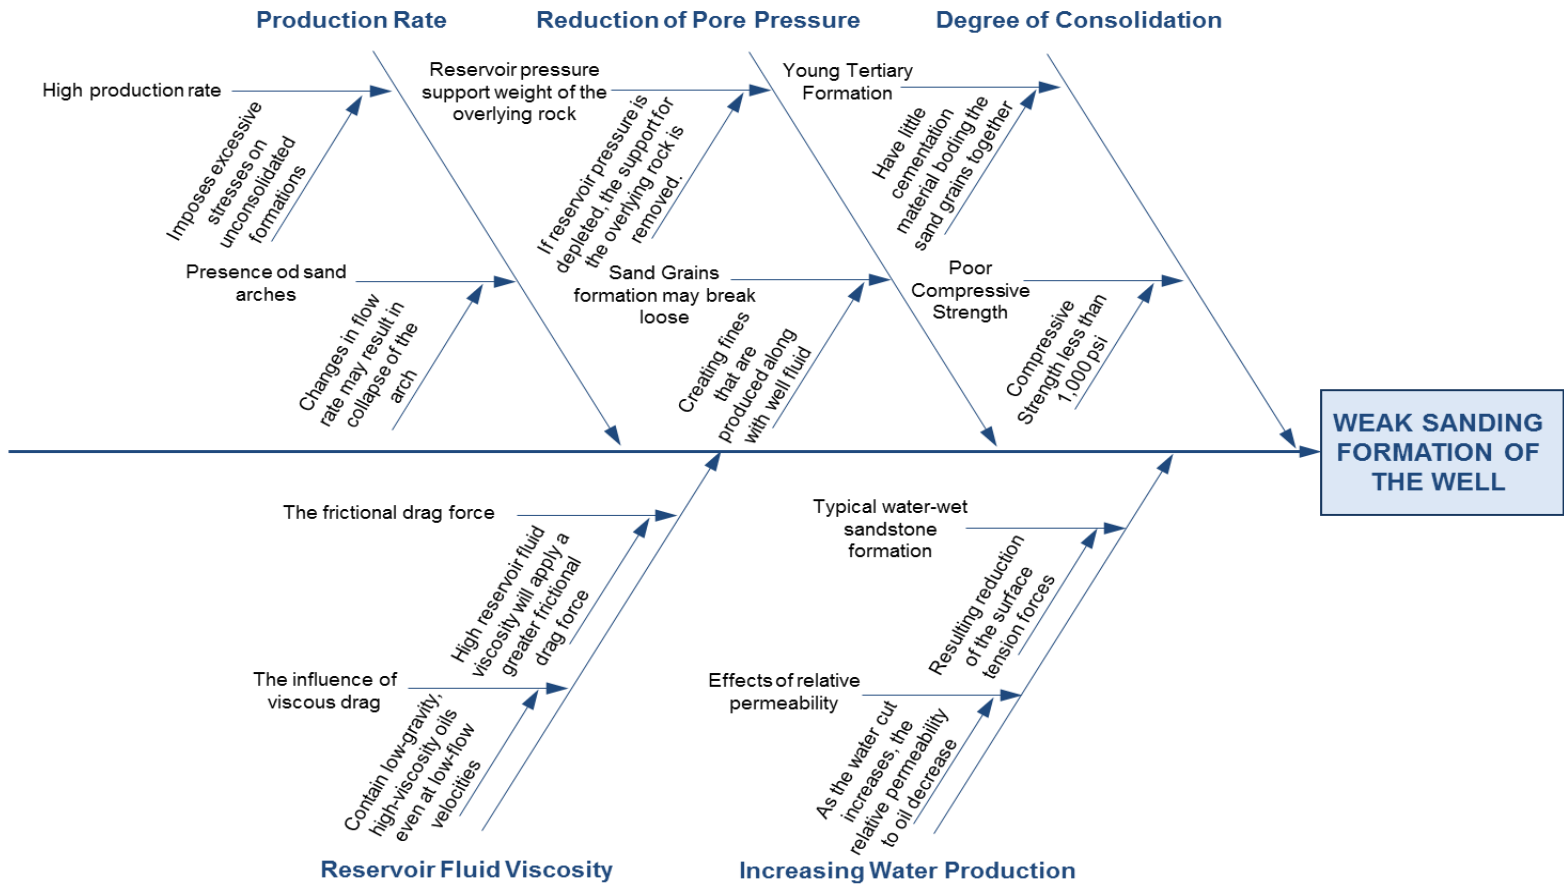 Production Rate
Reduction of Pore Pressure
Degree of Consolidation
High production rate
Imposes excessive
stresses on
unconsolidated
formations
Presence od sand
arches
Changes in flow
rate may result in
collapse of the
arch
Reservoir pressure
support weight of the
overlying rock
If reservoir pressure is
depleted, the support for
the overlying rock is
removed.
Sand Grains
formation may break
loose
Creating fines
that are
produced along
with well fluid
Young Tertiary
Formation
Have little
cementation
material boding the
sand grains together
Poor
Compressive
Strength
Compressive
Strength less than
1,000 psi
WEAK SANDING
FORMATION OF
THE WELL
The frictional drag force
High reservoir fluid
viscosity will apply a
greater frictional
drag force
The influence of
viscous drag
Contain low-gravity,
high-viscosity oils
even at low-flow
velocities
Typical water-wet
sandstone
formation
Resulting reduction
of the surface
tension forces
Effects of relative
permeability
As the water cut
increases, the
relative permeability
to oil decrease
Reservoir Fluid Viscosity
Increasing Water Production